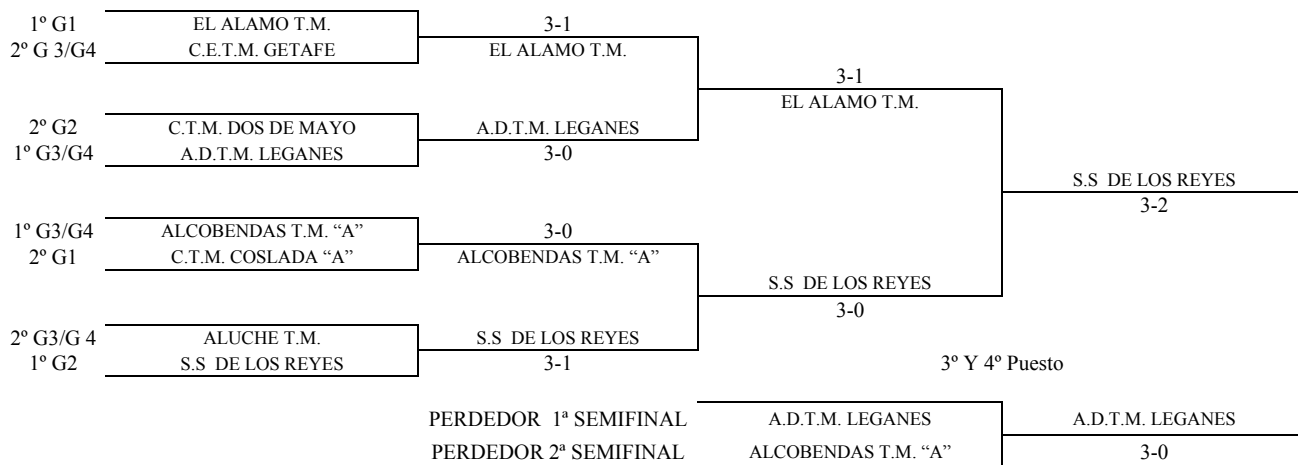 1º G1 EL ALAMO T.M. 3-1
2º G 3/G4 C.E.T.M. GETAFE EL ALAMO T.M.
3-1
EL ALAMO T.M.
2º G2 C.T.M. DOS DE MAYO A.D.T.M. LEGANES
1º G3/G4 A.D.T.M. LEGANES 3-0
S.S DE LOS REYES
3-2
1º G3/G4 ALCOBENDAS T.M. “A” 3-0
2º G1 C.T.M. COSLADA “A” ALCOBENDAS T.M. “A”
S.S DE LOS REYES
3-0
2º G3/G 4 ALUCHE T.M. S.S DE LOS REYES
1º G2 S.S DE LOS REYES 3-1 3º Y 4º Puesto
PERDEDOR 1ª SEMIFINAL A.D.T.M. LEGANES A.D.T.M. LEGANES
PERDEDOR 2ª SEMIFINAL ALCOBENDAS T.M. “A” 3-0